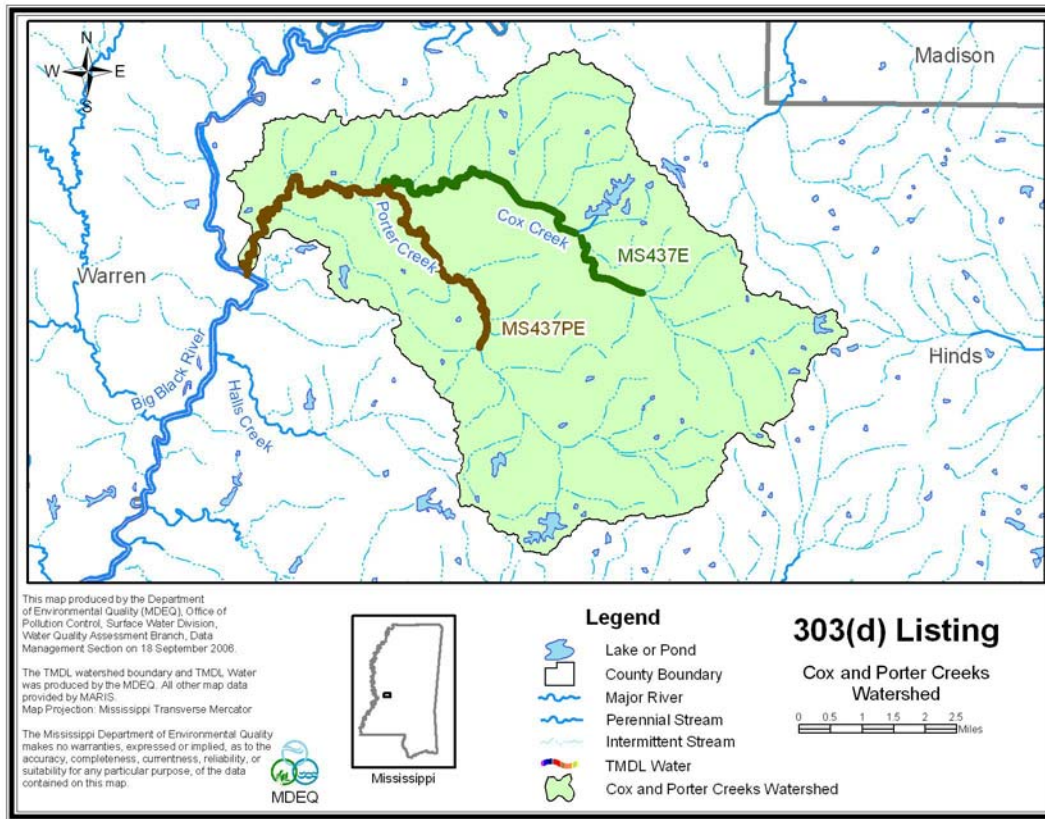 N
W E
S
Madison
Porter Creek
Cox Creek
MS437E
Warren
MS437PE
Hinds
Big Black River
Halls Creek
This map produced by the Department
of Environmental Quality (MDEQ), Office of
Pollution Control, Surface Water Division,
Water Quality Assessment Branch, Data
Management Section on 18 September 2006.
The TMDL watershed boundary and TMDL Water
was produced by the MDEQ. All other map data
provided by MARIS.
Map Projection: Mississippi Transverse Mercator
The Mississippi Department of Environmental Quality
makes no warranties, expressed or implied, as to the
accuracy, completeness, currentness, reliability, or
suitability for any particular purpose, of the data
contained on this map.
MDEQ
Mississippi
Legend
Lake or Pond
County Boundary
Major River
Perennial Stream
Intermittent Stream
TMDL Water
Cox and Porter Creeks Watershed
303(d) Listing
Cox and Porter Creeks
Watershed
0 0.5 1 1.5 2 2.5
Miles